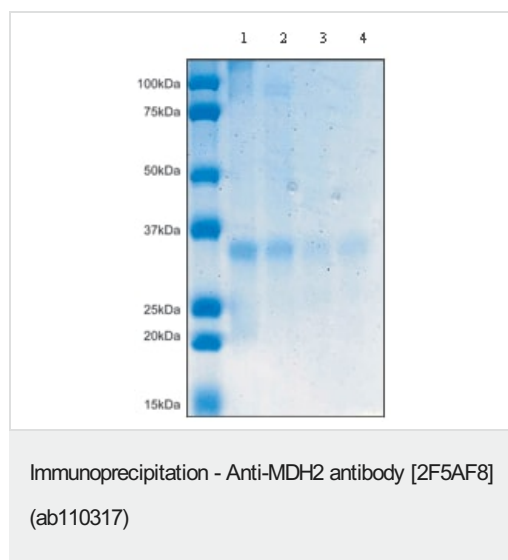 1 2 3 4
100kDa
75kDa
50kDa
37kDa
25kDa
20kDa
15kDa
Immunoprecipitation - Anti-MDH2 antibody [2F5AF8]
(ab110317)